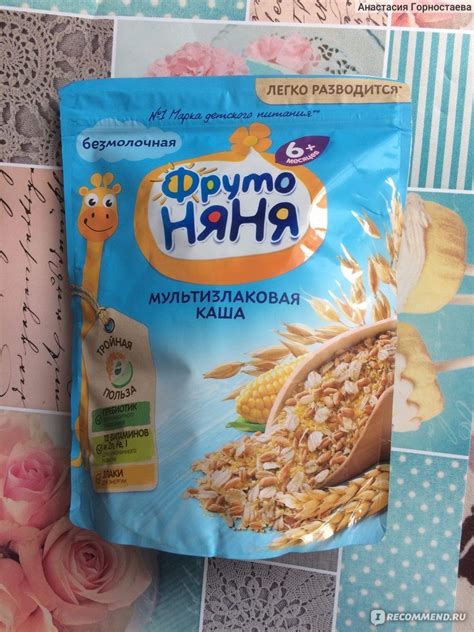 Анастасия Горностаева
ЛЕГКО РАЗВОДИТСЯ*
№1 Марка детского питания**
безмолочная
6+
месяцев
Фруто
НЯНЯ
МУЛЬТИЗЛАКОВАЯ
КАША
ТРОЙНАЯ
ПОЛЬЗА
ПРЕБИОТИК
12 ВИТАМИНОВ
ЗЛАКИ
I RECOMMEND.RU